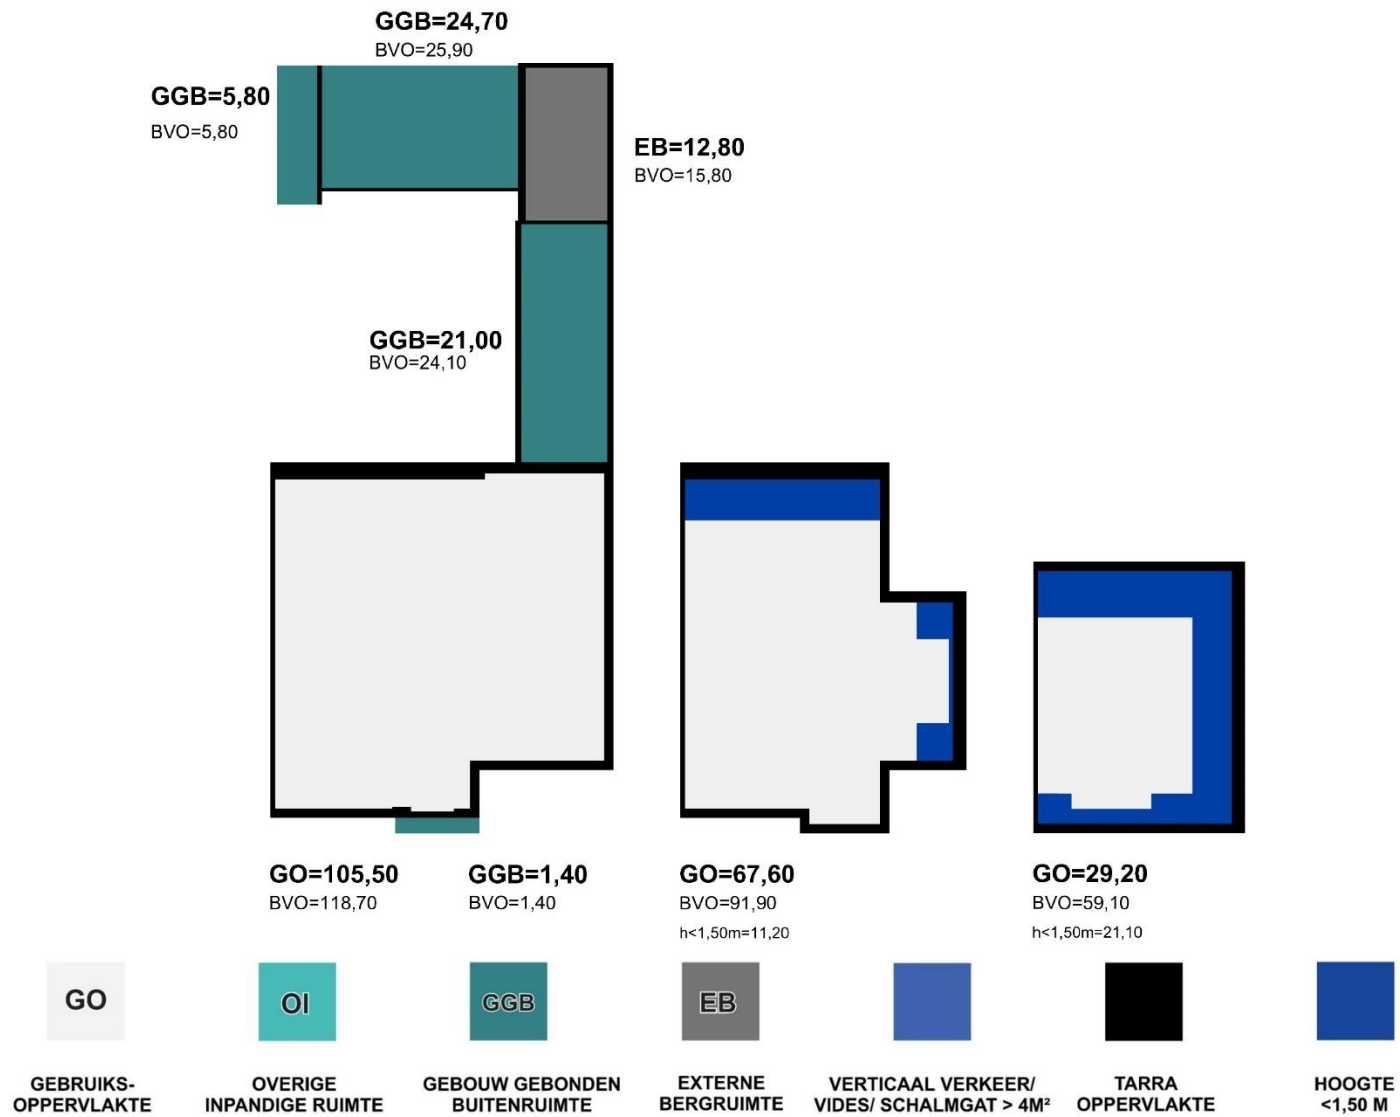 GGB=24,70
BVO=25,90
GGB=5,80
BVO=5,80
EB=12,80
BVO=15,80
GGB=21,00
BVO=24,10
GO=105,50
BVO=118,70
GGB=1,40
BVO=1,40
GO=67,60
BVO=91,90
h<1,50m=11,20
GO=29,20
BVO=59,10
h<1,50m=21,10
GO
OI
GGB
EB
GEBRUIKS-
OPPERVLAKTE
OVERIGE
INPANDIGE RUIMTE
GEBOUW GEBONDEN
BUITENRUIMTE
EXTERNE
BERGRUIMTE
VERTICAAL VERKEER/
VIDES/ SCHALMGAT > 4M²
TARRA
OPPERVLAKTE
HOOGTE
<1,50 M